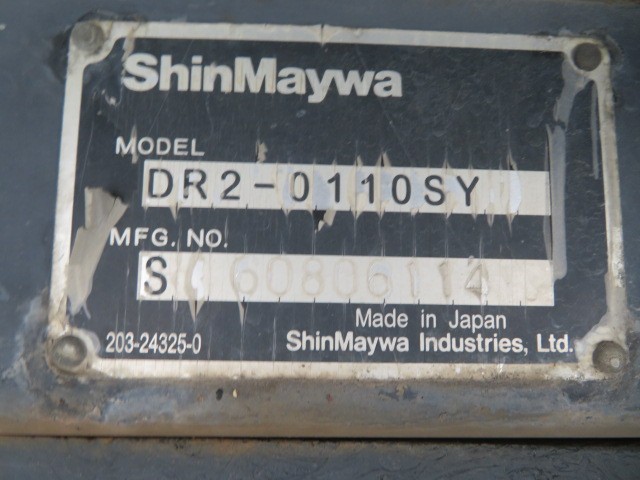 ShinMaywa
MODEL
DR2-0110SY
MFG. NO.
S 60806114
Made in Japan
203-24325-0
ShinMaywa Industries, Ltd.